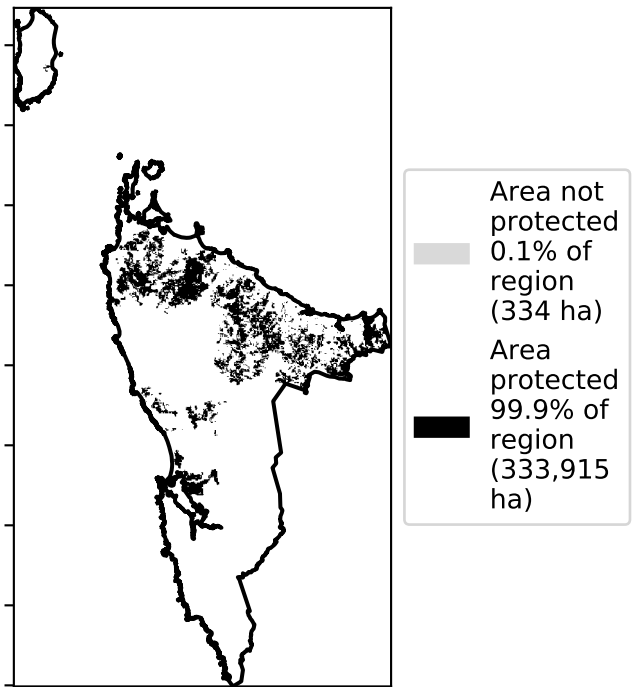 Area not
protected
0.1% of
region
(334 ha)
Area
protected
99.9% of
region
(333,915
ha)